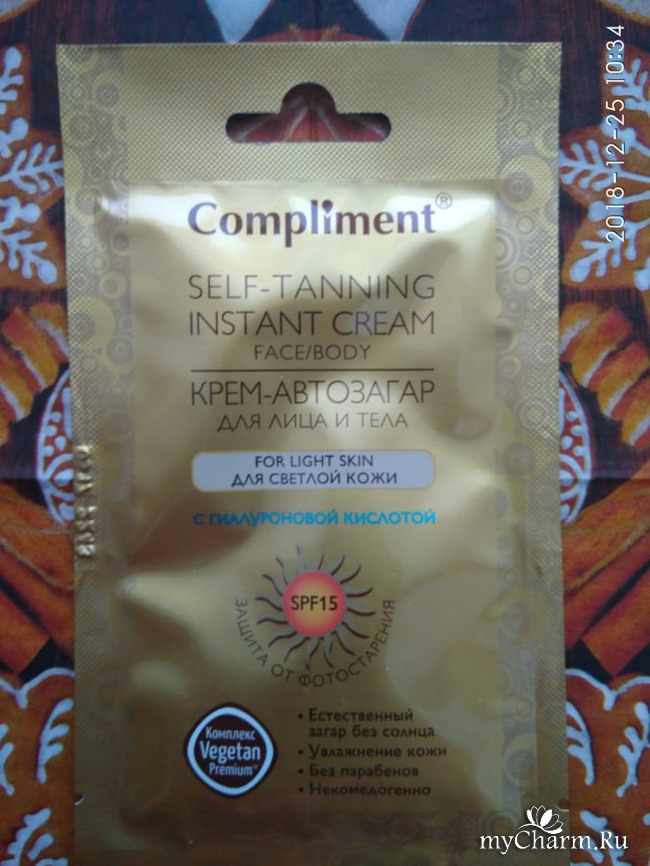 Compliment®
SELF-TANNING
INSTANT CREAM
FACE/BODY
КРЕМ-АВТОЗАГАР
ДЛЯ ЛИЦА И ТЕЛА
FOR LIGHT SKIN
ДЛЯ СВЕТЛОЙ КОЖИ
С ГИАЛУРОНОВОЙ КИСЛОТОЙ
SPF15
ЗАЩИТА ОТ ФОТОСТАРЕНИЯ
Комплекс
Vegetan
Premium™
• Естественный
загар без солнца
• Увлажнение кожи
• Без парабенов
• Некомедогенно
2018-12-25 10:34
myCharm.Ru